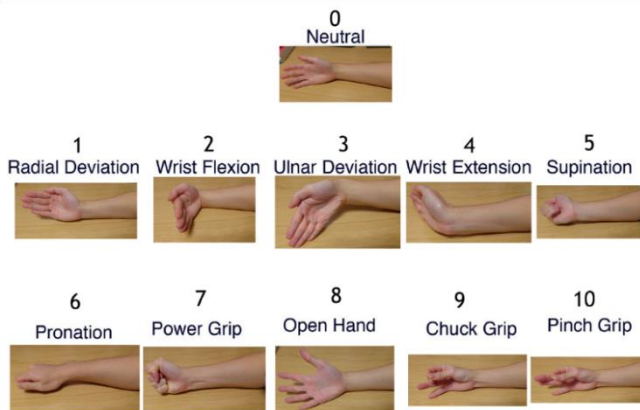 0
Neutral
1 2 3 4 5
Radial Deviation Wrist Flexion Ulnar Deviation Wrist Extension Supination
6 7 8 9 10
Pronation Power Grip Open Hand Chuck Grip Pinch Grip